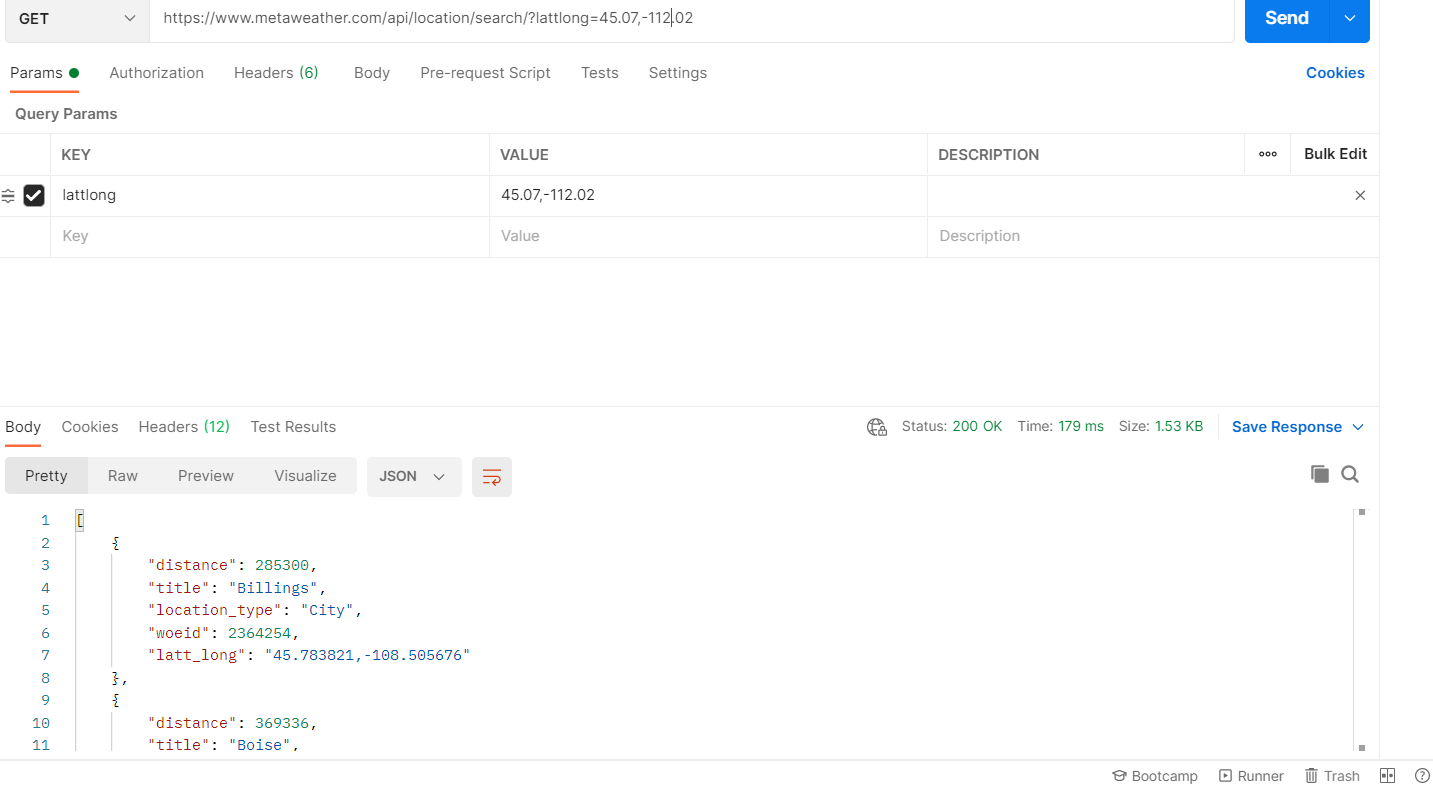 GET https://www.metaweather.com/api/location/search/?lattlong=45.07,-112.02 Send
Params Authorization Headers (6) Body Pre-request Script Tests Settings Cookies
Query Params
KEY VALUE DESCRIPTION ooo Bulk Edit
lattlong 45.07,-112.02
Key Value Description
Body Cookies Headers (12) Test Results Status: 200 OK Time: 179 ms Size: 1.53 KB Save Response
Pretty Raw Preview Visualize JSON
1 [
2 {
3 "distance": 285300,
4 "title": "Billings",
5 "location_type": "City",
6 "woeid": 2364254,
7 "latt_long": "45.783821,-108.505676"
8 },
9 {
10 "distance": 369336,
11 "title": "Boise",
Bootcamp Runner Trash